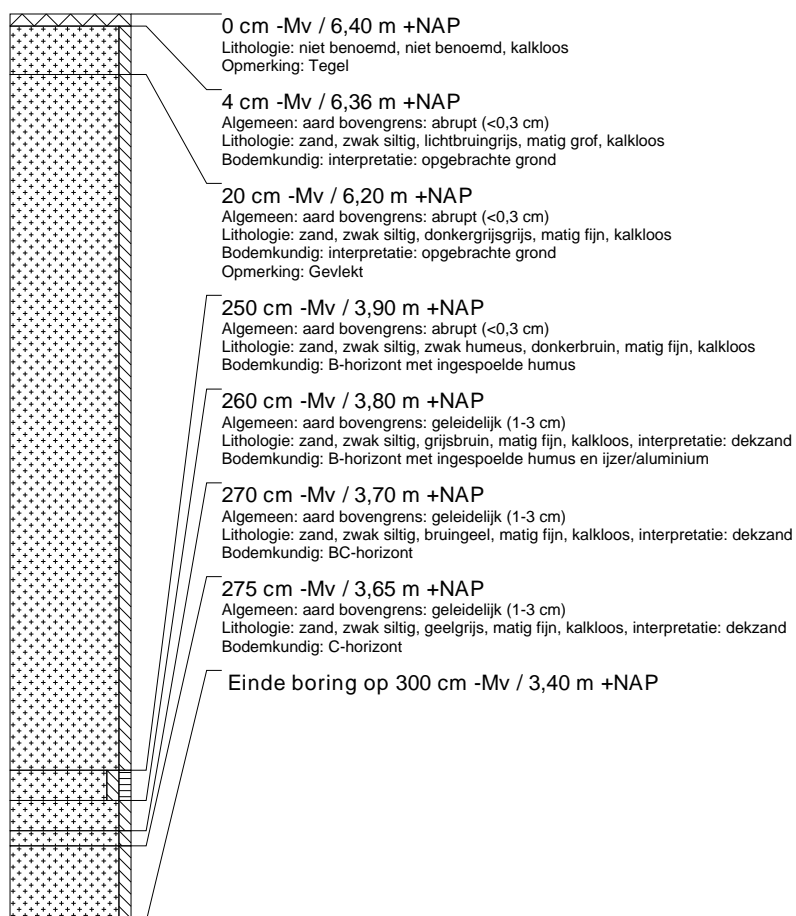 0 cm -Mv / 6,40 m +NAP
Lithologie: niet benoemd, niet benoemd, kalkloos
Opmerking: Tegel
4 cm -Mv / 6,36 m +NAP
Algemeen: aard bovengrens: abrupt (<0,3 cm)
Lithologie: zand, zwak siltig, lichtbruingrijs, matig grof, kalkloos
Bodemkundig: interpretatie: opgebrachte grond
20 cm -Mv / 6,20 m +NAP
Algemeen: aard bovengrens: abrupt (<0,3 cm)
Lithologie: zand, zwak siltig, donkergrijsgrijs, matig fijn, kalkloos
Bodemkundig: interpretatie: opgebrachte grond
Opmerking: Gevlekt
250 cm -Mv / 3,90 m +NAP
Algemeen: aard bovengrens: abrupt (<0,3 cm)
Lithologie: zand, zwak siltig, zwak humeus, donkerbruin, matig fijn, kalkloos
Bodemkundig: B-horizont met ingespoelde humus
260 cm -Mv / 3,80 m +NAP
Algemeen: aard bovengrens: geleidelijk (1-3 cm)
Lithologie: zand, zwak siltig, grijsbruin, matig fijn, kalkloos, interpretatie: dekzand
Bodemkundig: B-horizont met ingespoelde humus en ijzer/aluminium
270 cm -Mv / 3,70 m +NAP
Algemeen: aard bovengrens: geleidelijk (1-3 cm)
Lithologie: zand, zwak siltig, bruingeel, matig fijn, kalkloos, interpretatie: dekzand
Bodemkundig: BC-horizont
275 cm -Mv / 3,65 m +NAP
Algemeen: aard bovengrens: geleidelijk (1-3 cm)
Lithologie: zand, zwak siltig, geelgrijs, matig fijn, kalkloos, interpretatie: dekzand
Bodemkundig: C-horizont
Einde boring op 300 cm -Mv / 3,40 m +NAP